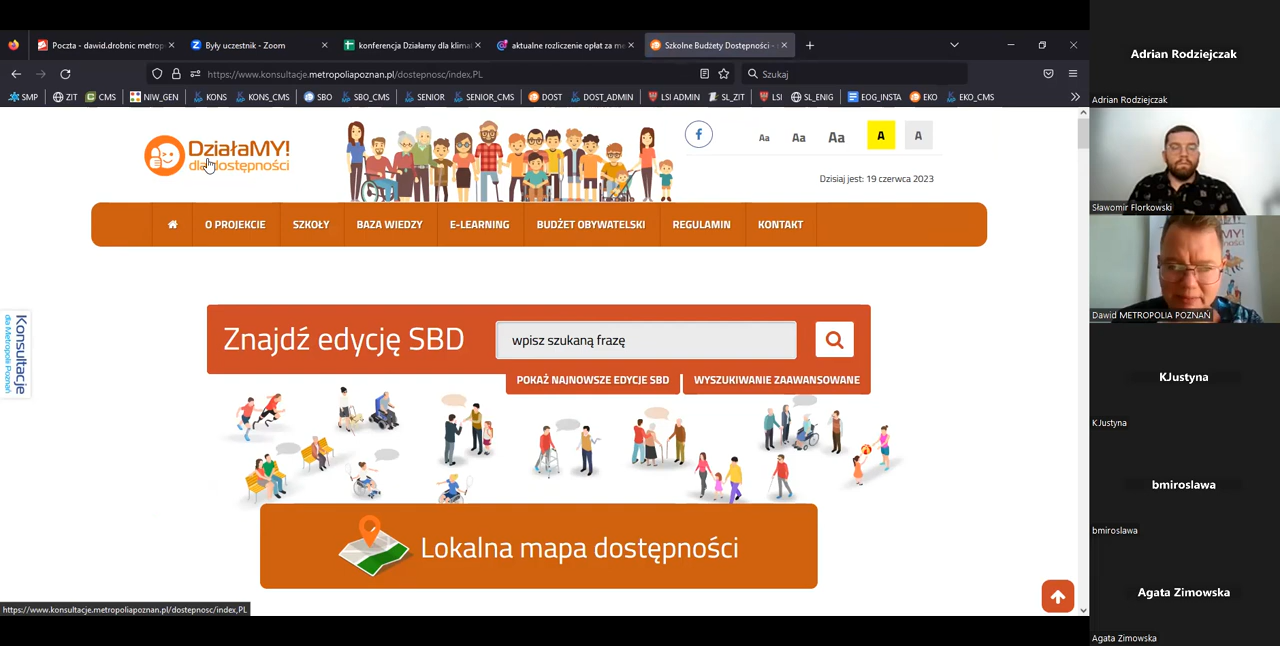 Poczta - dawid.drobnic metrop
Były uczestnik - Zoom
konferencja Działamy dla klimat
aktualne rozliczenie opłat za me
Szkolne Budżety Dostępności -
https://www.konsultacje.metropoliapoznan.pl/dostepnosc/index,PL
Szukaj
SMP
ZIT
CMS
NIW_GEN
KONS
KONS_CMS
SBO
SBO_CMS
SENIOR
SENIOR_CMS
DOST
DOST_ADMIN
LSI ADMIN
SL_ZIT
LSI
SL_ENIG
EOG_INSTA
EKO
EKO_CMS
DziałaMY!
dla dostępności
Aa Aa Aa A A
Dzisiaj jest: 19 czerwca 2023
O PROJEKCIE
SZKOŁY
BAZA WIEDZY
E-LEARNING
BUDŻET OBYWATELSKI
REGULAMIN
KONTAKT
Konsultacje
dla Metropolii Poznań
Znajdź edycję SBD
wpisz szukaną frazę
POKAŻ NAJNOWSZE EDYCJE SBD
WYSZUKIWANIE ZAAWANSOWANE
Lokalna mapa dostępności
https://www.konsultacje.metropoliapoznan.pl/dostepnosc/index,PL
Adrian Rodziejczak
Adrian Rodziejczak
Sławomir Florkowski
Dawid METROPOLIA POZNAŃ
KJustyna
KJustyna
bmiroslawa
bmiroslawa
Agata Zimowska
Agata Zimowska